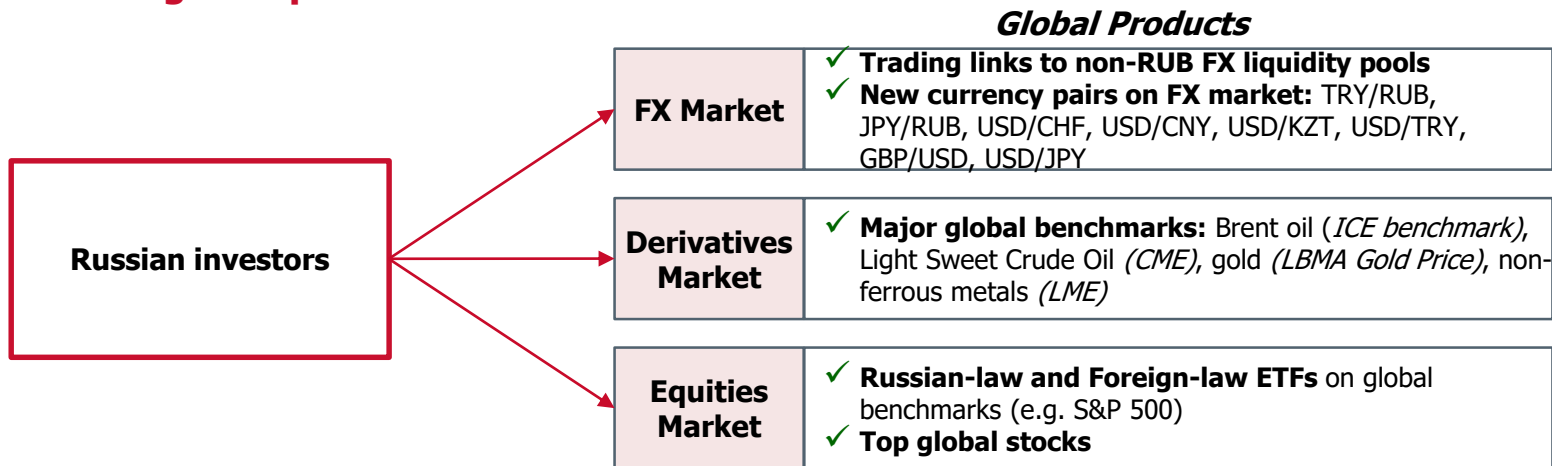 Global Products
Russian investors
FX Market
✓ Trading links to non-RUB FX liquidity pools
✓ New currency pairs on FX market: TRY/RUB,
JPY/RUB, USD/CHF, USD/CNY, USD/KZT, USD/TRY,
GBP/USD, USD/JPY
Derivatives
Market
✓ Major global benchmarks: Brent oil (ICE benchmark),
Light Sweet Crude Oil (CME), gold (LBMA Gold Price), non-
ferrous metals (LME)
Equities
Market
✓ Russian-law and Foreign-law ETFs on global
benchmarks (e.g. S&P 500)
✓ Top global stocks